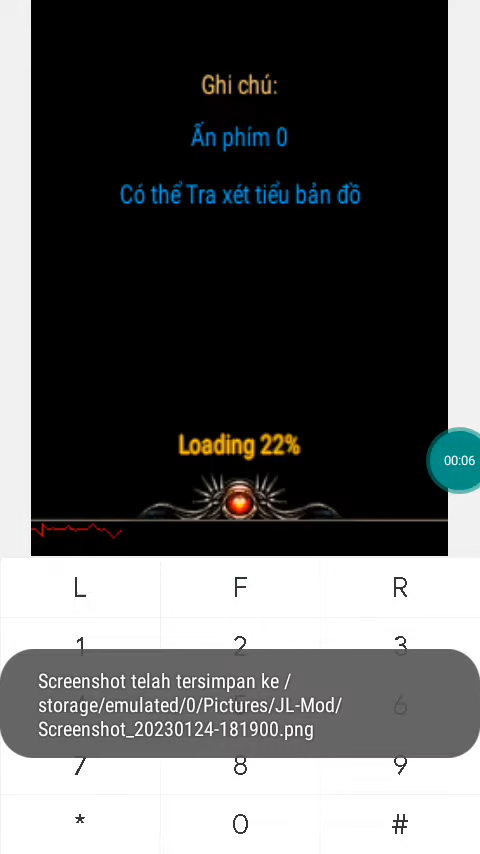 Ghi chú:
Ấn phím 0
Có thể Tra xét tiểu bản đồ
Loading 22%
00:06
L F R
1 2 3
Screenshot telah tersimpan ke /
storage/emulated/0/Pictures/JL-Mod/
Screenshot_20230124-181900.png
6
7 8 9
* 0 #